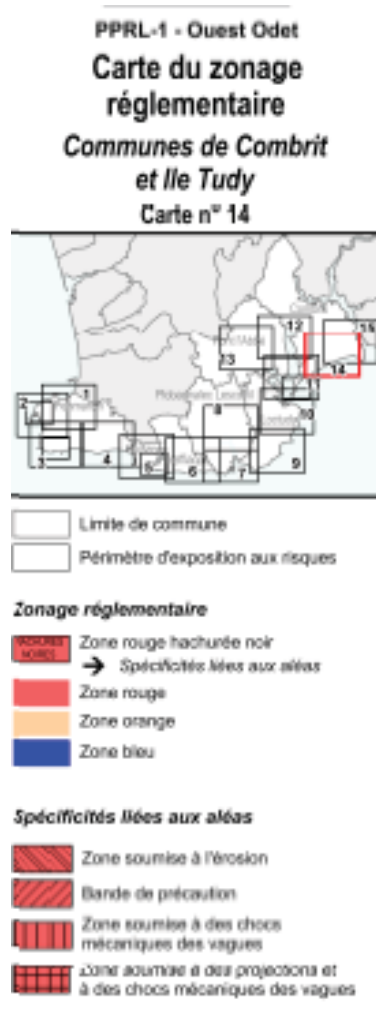 PPRL-1 - Ouest Odet
Carte du zonage
réglementaire
Communes de Combrit
et Ile Tudy
Carte n° 14
12
15
13
14
1
2
11
8
10
3
4
5
6
7
9
Limite de commune
Périmètre d'exposition aux risques
Zonage réglementaire
HACHURES
NOIRES
Zone rouge hachurée noir
→ Spécificités liées aux aléas
Zone rouge
Zone orange
Zone bleu
Spécificités liées aux aléas
Zone soumise à l'érosion
Bande de précaution
Zone soumise à des chocs
mécaniques des vagues
Zone soumise à des projections et
à des chocs mécaniques des vagues